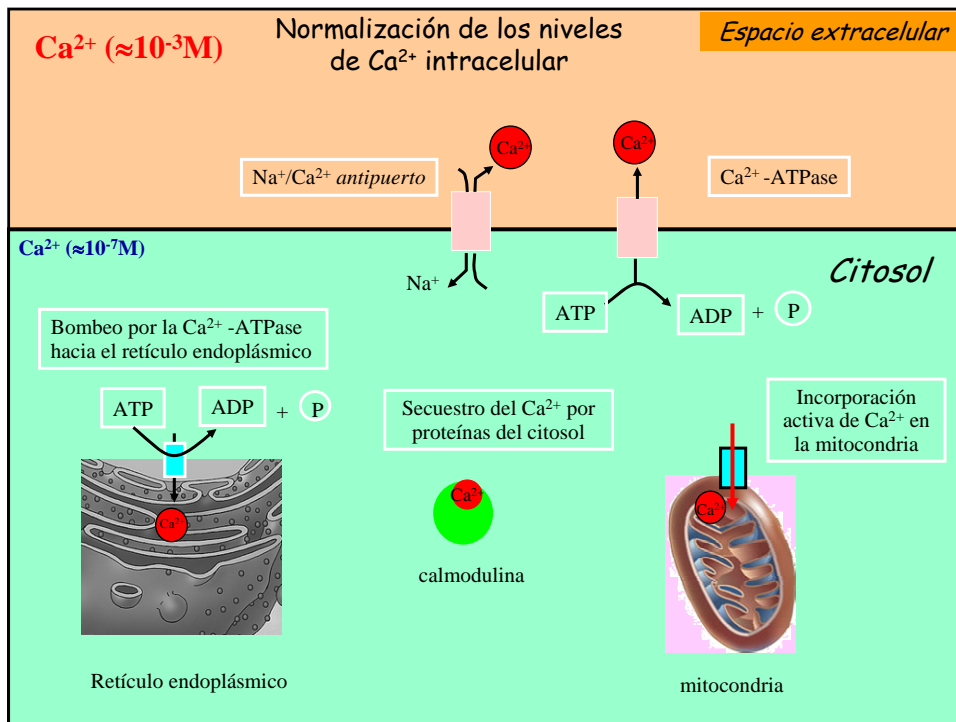 Ca²⁺ (≈10⁻³M)
Normalización de los niveles
de Ca²⁺ intracelular
Espacio extracelular
Ca²⁺
Ca²⁺
Na⁺/Ca²⁺ antipuerto
Ca²⁺ -ATPase
Ca²⁺ (≈10⁻⁷M)
Citosol
Na⁺
ATP
ADP + P
Bombeo por la Ca²⁺ -ATPase
hacia el retículo endoplásmico
ATP
ADP + P
Secuestro del Ca²⁺ por
proteínas del citosol
Incorporación
activa de Ca²⁺ en
la mitocondria
Ca²⁺
Ca²⁺
Ca²⁺
calmodulina
Retículo endoplásmico
mitocondria